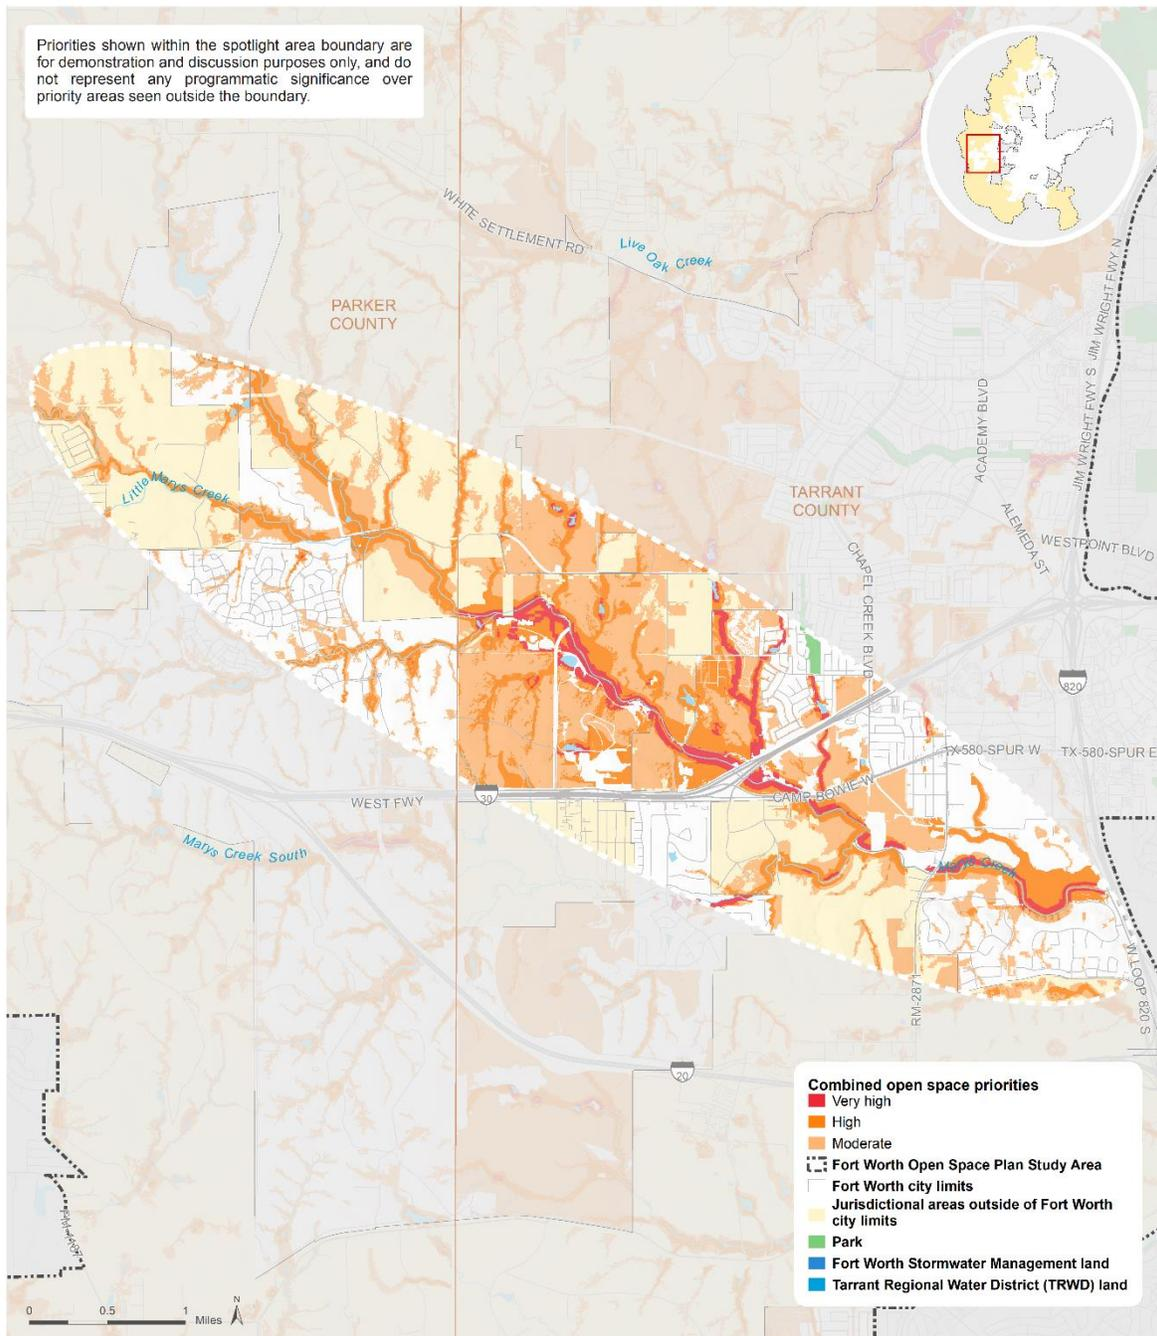 Priorities shown within the spotlight area boundary are
for demonstration and discussion purposes only, and do
not represent any programmatic significance over
priority areas seen outside the boundary.
WHITE SETTLEMENT RD
Live Oak Creek
PARKER
COUNTY
JIM WRIGHT FWY N
JIM WRIGHT FWY S
ACADEMY BLVD
Little Marys Creek
TARRANT
COUNTY
ALEMEDA ST
WESTPOINT BLVD
CHAPEL CREEK BLVD
820
TX-580-SPUR W
TX-580-SPUR E
WEST FWY
30
CAMP BOWIE W
Marys Creek South
Marys Creek
RM-2871
W LOOP 820 S
20
Combined open space priorities
Very high
High
Moderate
Fort Worth Open Space Plan Study Area
Fort Worth city limits
Jurisdictional areas outside of Fort Worth
city limits
Park
Fort Worth Stormwater Management land
Tarrant Regional Water District (TRWD) land
0 0.5 1
Miles
N